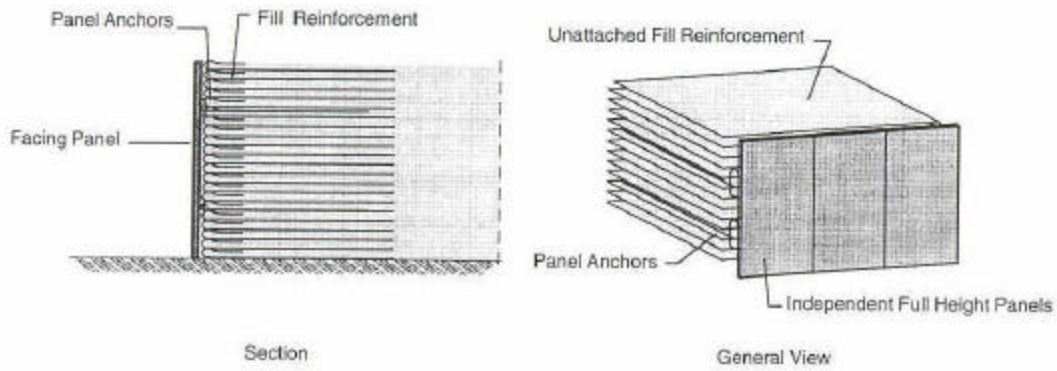 Panel Anchors
Fill Reinforcement
Facing Panel
Section
Unattached Fill Reinforcement
Panel Anchors
Independent Full Height Panels
General View